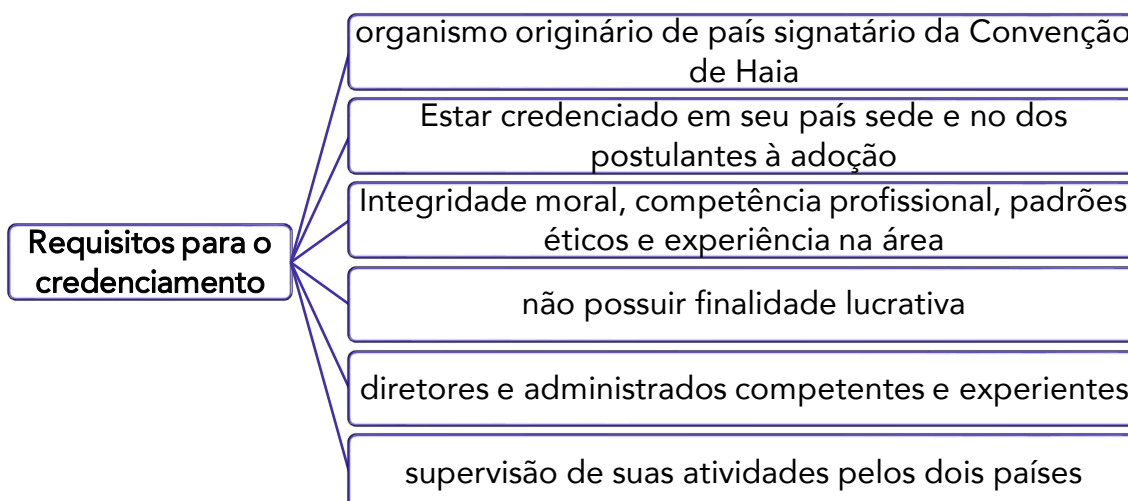 Requisitos para o
credenciamento
organismo originário de país signatário da Convenção
de Haia
Estar credenciado em seu país sede e no dos
postulantes à adoção
Integridade moral, competência profissional, padrões
éticos e experiência na área
não possuir finalidade lucrativa
diretores e administrados competentes e experientes
supervisão de suas atividades pelos dois países